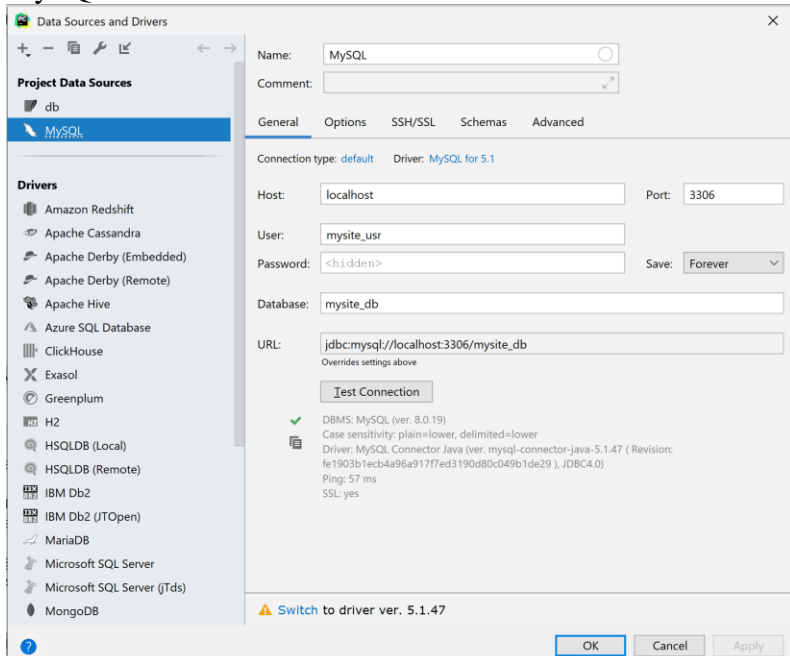 Data Sources and Drivers
Project Data Sources
db
MySQL
Drivers
Amazon Redshift
Apache Cassandra
Apache Derby (Embedded)
Apache Derby (Remote)
Apache Hive
Azure SQL Database
ClickHouse
Exasol
Greenplum
H2
HSQLDB (Local)
HSQLDB (Remote)
IBM Db2
IBM Db2 (JTOpen)
MariaDB
Microsoft SQL Server
Microsoft SQL Server (jTds)
MongoDB
Name: MySQL
Comment:
General Options SSH/SSL Schemas Advanced
Connection type: default Driver: MySQL for 5.1
Host: localhost Port: 3306
User: mysite_usr
Password: <hidden> Save: Forever
Database: mysite_db
URL: jdbc:mysql://localhost:3306/mysite_db
Overrides settings above
Test Connection
DBMS: MySQL (ver. 8.0.19)
Case sensitivity: plain=lower, delimited=lower
Driver: MySQL Connector Java (ver. mysql-connector-java-5.1.47 ( Revision:
fe1903b1ecb4a96a917f7ed3190d80c049b1de29 ), JDBC4.0)
Ping: 57 ms
SSL: yes
Switch to driver ver. 5.1.47
OK Cancel Apply